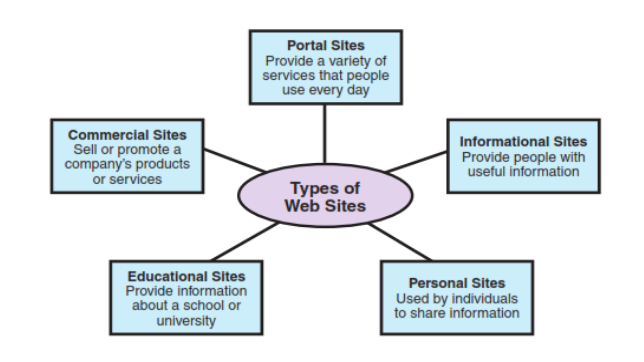 Portal Sites
Provide a variety of
services that people
use every day
Commercial Sites
Sell or promote a
company's products
or services
Informational Sites
Provide people with
useful information
Types of
Web Sites
Educational Sites
Provide information
about a school or
university
Personal Sites
Used by individuals
to share information